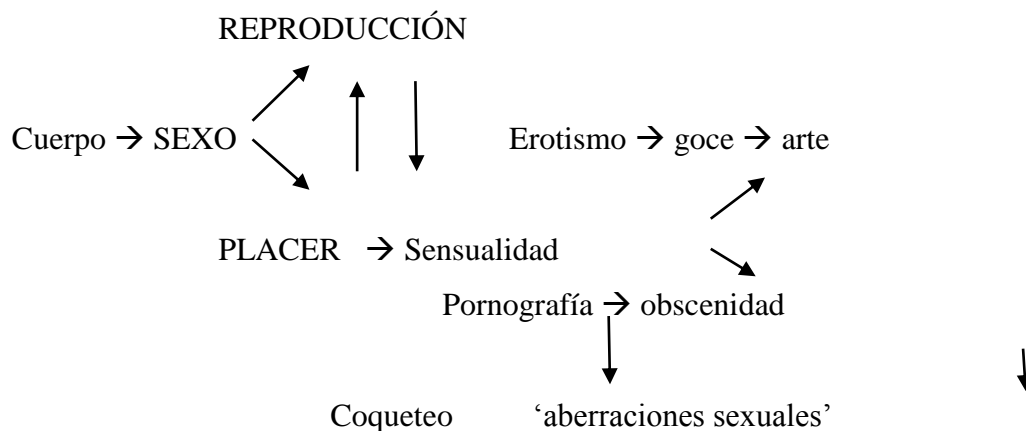 REPRODUCCIÓN
Cuerpo → SEXO Erotismo → goce → arte
PLACER → Sensualidad
Pornografía → obscenidad
Coqueteo ‘aberraciones sexuales’